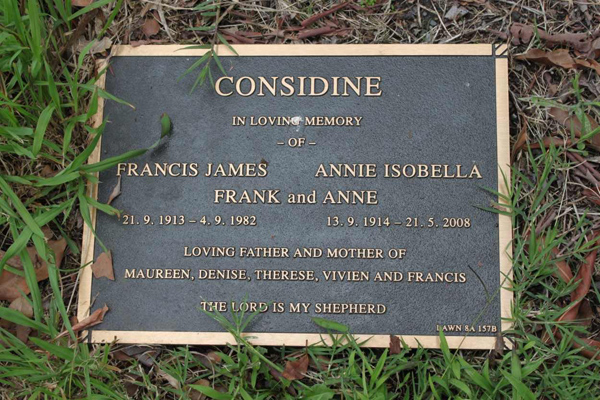 CONSIDINE
IN LOVING MEMORY
– OF –
FRANCIS JAMES ANNIE ISOBELLA
FRANK and ANNE
21. 9. 1913 – 4. 9. 1982 13. 9. 1914 – 21. 5. 2008
LOVING FATHER AND MOTHER OF
MAUREEN, DENISE, THERESE, VIVIEN AND FRANCIS
THE LORD IS MY SHEPHERD
LAWN 8A 157B